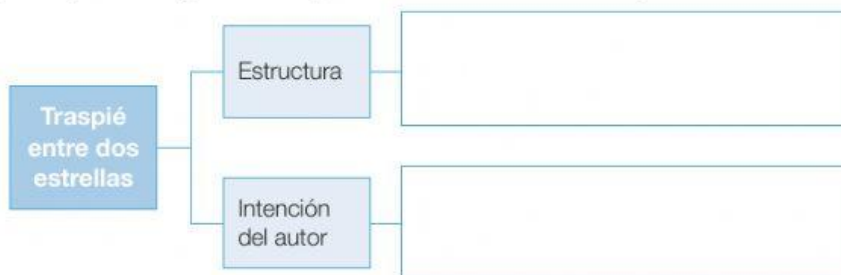 Estructura
Traspié
entre dos
estrellas
Intención
del autor